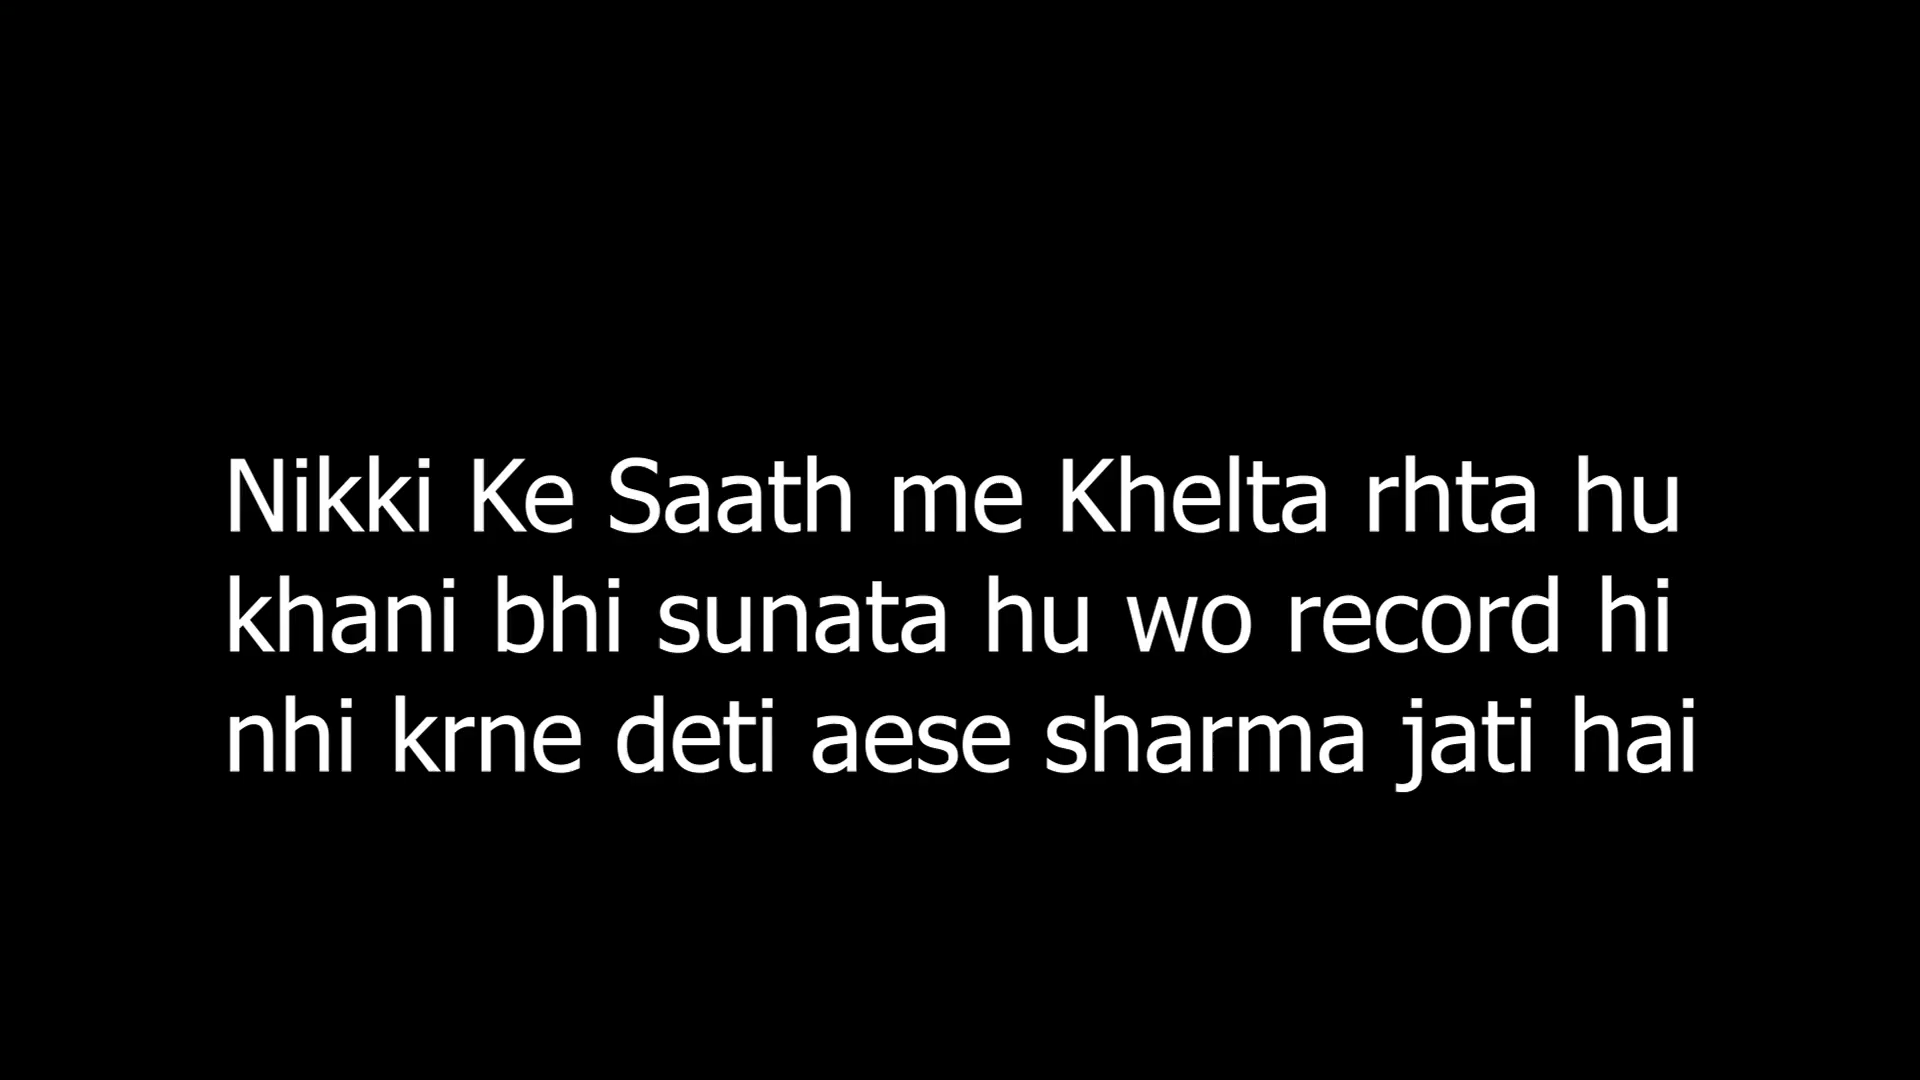 Nikki Ke Saath me Khelta rhta hu
khani bhi sunata hu wo record hi
nhi krne deti aese sharma jati hai